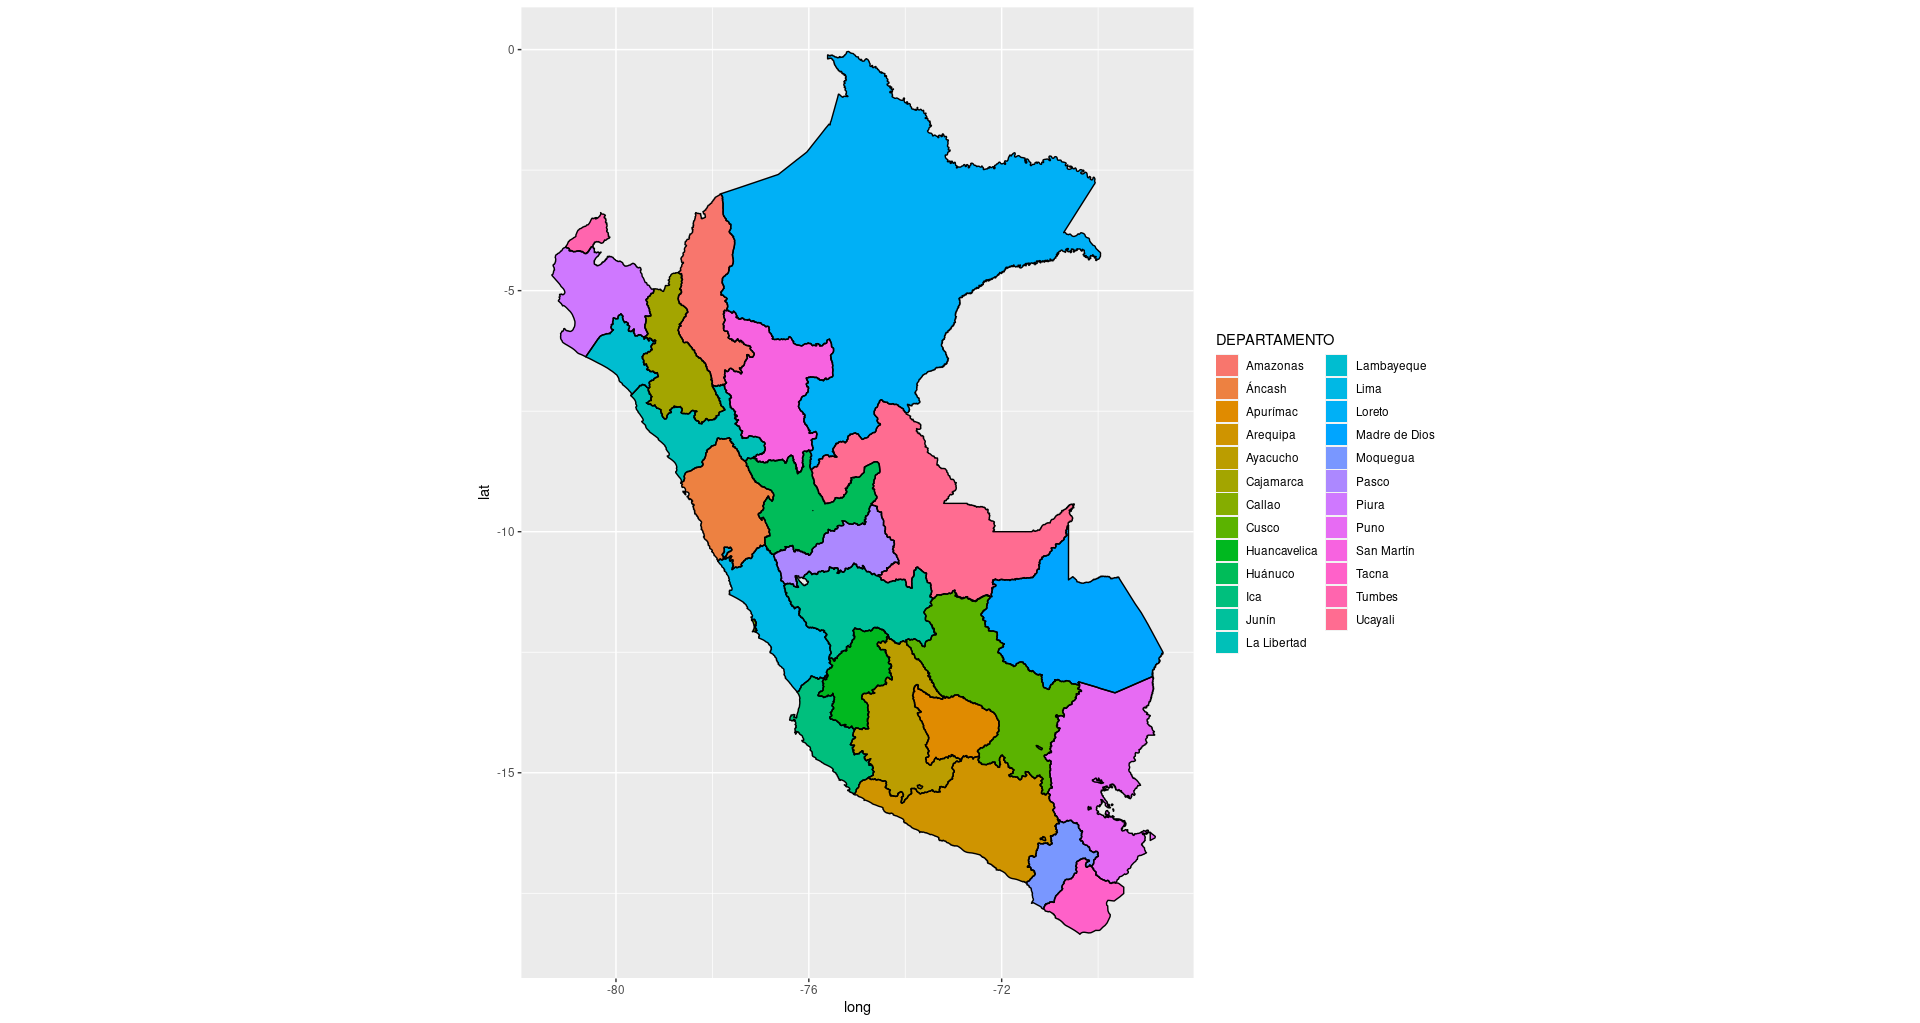 0
-5
-10
-15
lat
-80
-76
-72
long
DEPARTAMENTO
Amazonas
Áncash
Apurímac
Arequipa
Ayacucho
Cajamarca
Callao
Cusco
Huancavelica
Huánuco
Ica
Junín
La Libertad
Lambayeque
Lima
Loreto
Madre de Dios
Moquegua
Pasco
Piura
Puno
San Martín
Tacna
Tumbes
Ucayali